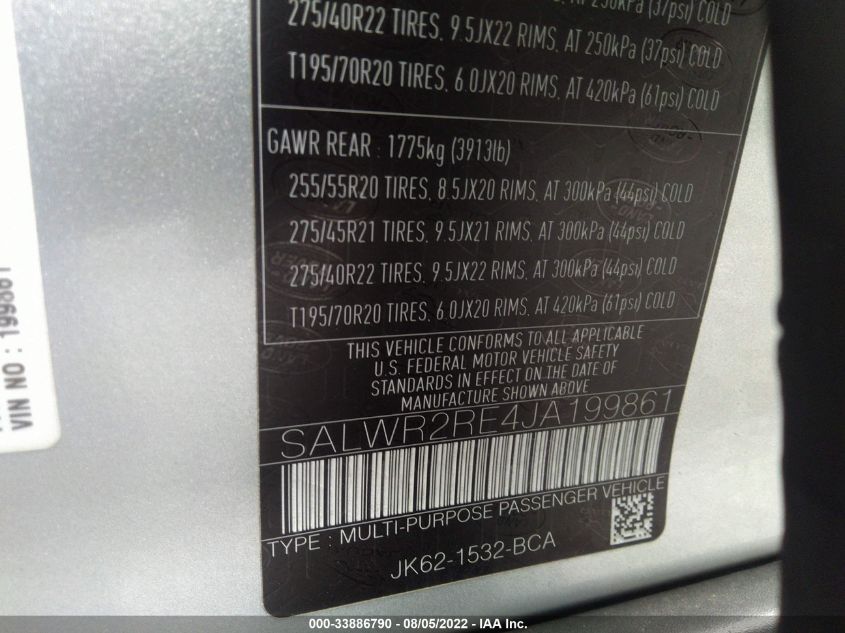 AT 250kPa (37psi) COLD
275/40R22 TIRES, 9.5JX22 RIMS, AT 250kPa (37psi) COLD
T195/70R20 TIRES, 6.0JX20 RIMS, AT 420kPa (61psi) COLD
GAWR REAR : 1775kg (3913lb)
255/55R20 TIRES, 8.5JX20 RIMS, AT 300kPa (44psi) COLD
275/45R21 TIRES, 9.5JX21 RIMS, AT 300kPa (44psi) COLD
275/40R22 TIRES, 9.5JX22 RIMS, AT 300kPa (44psi) COLD
T195/70R20 TIRES, 6.0JX20 RIMS, AT 420kPa (61psi) COLD
THIS VEHICLE CONFORMS TO ALL APPLICABLE
U.S. FEDERAL MOTOR VEHICLE SAFETY
STANDARDS IN EFFECT ON THE DATE OF
MANUFACTURE SHOWN ABOVE
SALWR2RE4JA199861
TYPE : MULTI-PURPOSE PASSENGER VEHICLE
JK62-1532-BCA
VIN NO : 199861
000-33886790 - 08/05/2022 - IAA Inc.